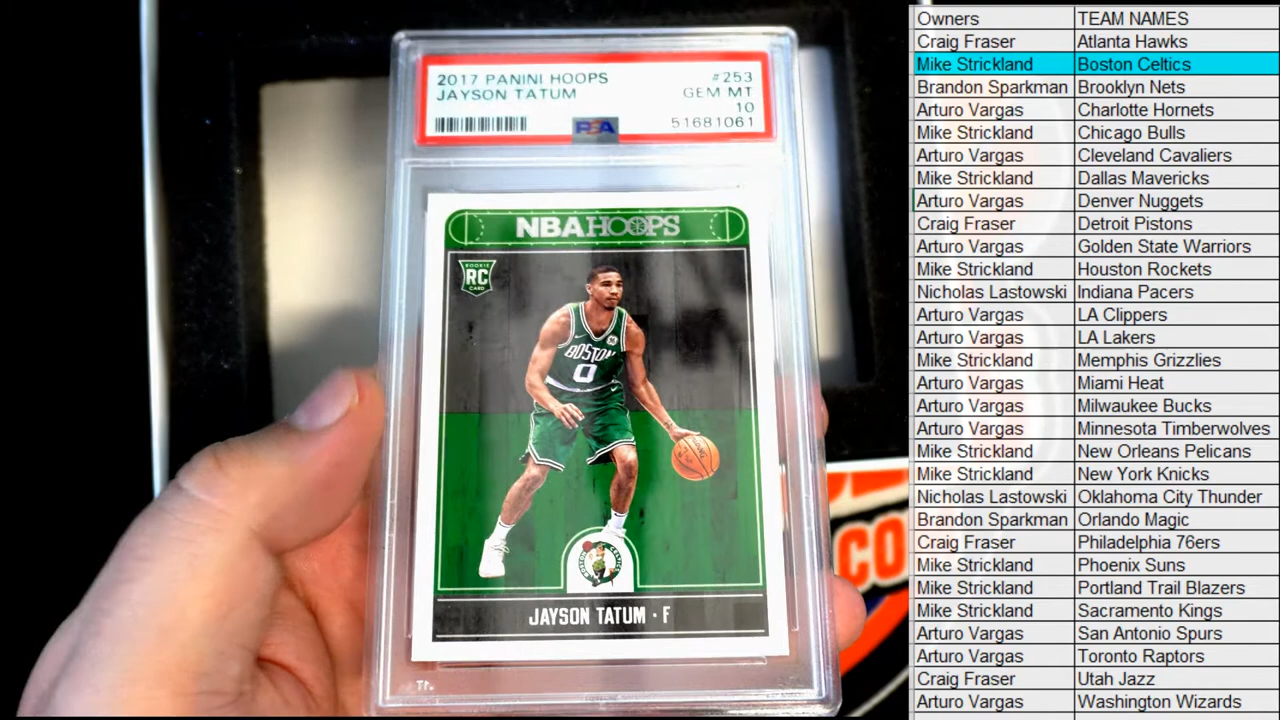 2017 PANINI HOOPS #253
JAYSON TATUM GEM MT
10
51681061
PSA
NBA HOOPS
ROOKIE
RC
CARD
BOSTON
0
BOSTON CELTICS
JAYSON TATUM · F
CO
Owners TEAM NAMES
Craig Fraser Atlanta Hawks
Mike Strickland Boston Celtics
Brandon Sparkman Brooklyn Nets
Arturo Vargas Charlotte Hornets
Mike Strickland Chicago Bulls
Arturo Vargas Cleveland Cavaliers
Mike Strickland Dallas Mavericks
Arturo Vargas Denver Nuggets
Craig Fraser Detroit Pistons
Arturo Vargas Golden State Warriors
Mike Strickland Houston Rockets
Nicholas Lastowski Indiana Pacers
Arturo Vargas LA Clippers
Arturo Vargas LA Lakers
Mike Strickland Memphis Grizzlies
Arturo Vargas Miami Heat
Arturo Vargas Milwaukee Bucks
Arturo Vargas Minnesota Timberwolves
Mike Strickland New Orleans Pelicans
Mike Strickland New York Knicks
Nicholas Lastowski Oklahoma City Thunder
Brandon Sparkman Orlando Magic
Craig Fraser Philadelphia 76ers
Mike Strickland Phoenix Suns
Mike Strickland Portland Trail Blazers
Mike Strickland Sacramento Kings
Arturo Vargas San Antonio Spurs
Arturo Vargas Toronto Raptors
Craig Fraser Utah Jazz
Arturo Vargas Washington Wizards